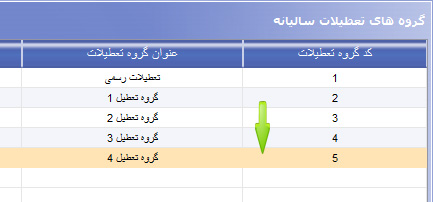 گروه های تعطیلات سالیانه
کد گروه تعطیلات عنوان گروه تعطیلات
1 تعطیلات رسمی
2 گروه تعطیل 1
3 گروه تعطیل 2
4 گروه تعطیل 3
5 گروه تعطیل 4